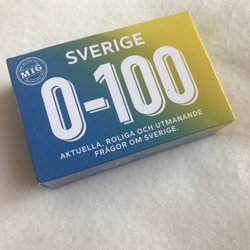 MIG
SVERIGE
0-100
AKTUELLA, ROLIGA OCH UTMANANDE
FRÅGOR OM SVERIGE.